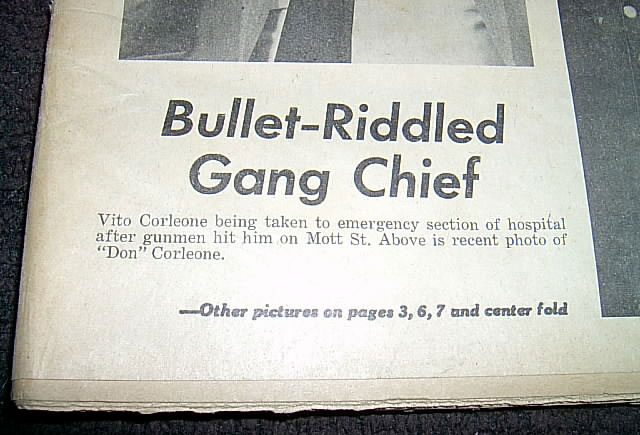 Bullet-Riddled
Gang Chief
Vito Corleone being taken to emergency section of hospital
after gunmen hit him on Mott St. Above is recent photo of
"Don" Corleone.
—Other pictures on pages 3, 6, 7 and center fold